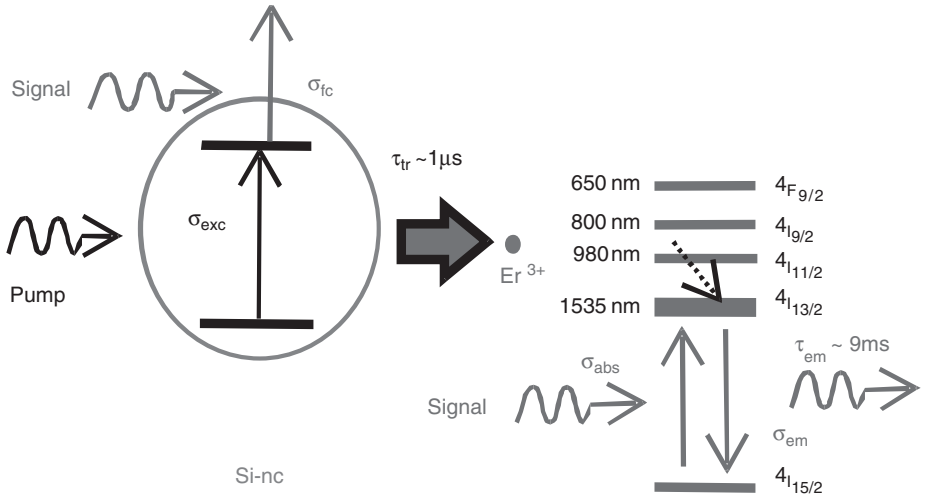 Signal
σfc
τtr ~1μs
σexc
Pump
Er 3+
650 nm
4F9/2
800 nm
4I9/2
980nm
4I11/2
1535 nm
4I13/2
σabs
τem ~ 9ms
Signal
σem
Si-nc
4I15/2